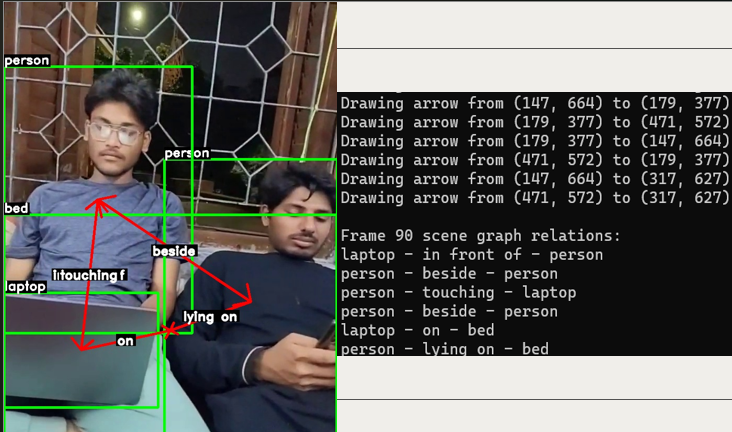 person
person
bed
beside
touching
laptop
lying on
on
Drawing arrow from (147, 664) to (179, 377)
Drawing arrow from (179, 377) to (471, 572)
Drawing arrow from (179, 377) to (147, 664)
Drawing arrow from (471, 572) to (179, 377)
Drawing arrow from (147, 664) to (317, 627)
Drawing arrow from (471, 572) to (317, 627)
Frame 90 scene graph relations:
laptop - in front of - person
person - beside - person
person - touching - laptop
person - beside - person
laptop - on - bed
person - lying on - bed